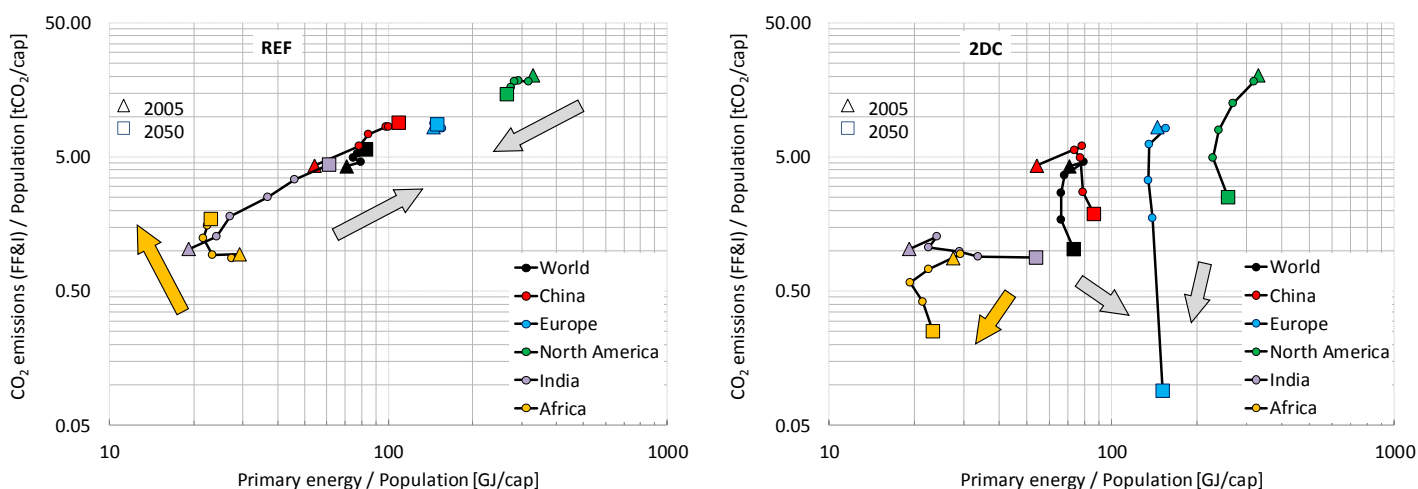 CO₂ emissions (FF&I) / Population [tCO₂/cap]
50.00
5.00
0.50
0.05
REF
2005
2050
World
China
Europe
North America
India
Africa
10
100
1000
Primary energy / Population [GJ/cap]
CO₂ emissions (FF&I) / Population [tCO₂/cap]
50.00
5.00
0.50
0.05
2DC
2005
2050
World
China
Europe
North America
India
Africa
10
100
1000
Primary energy / Population [GJ/cap]